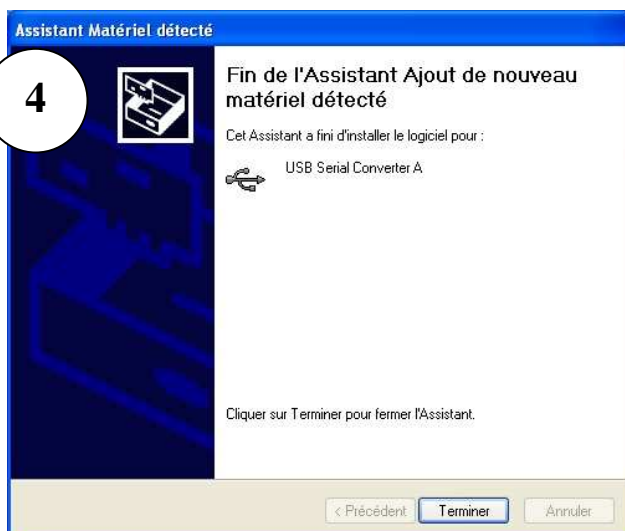 Assistant Matériel détecté
4
Fin de l'Assistant Ajout de nouveau
matériel détecté
Cet Assistant a fini d'installer le logiciel pour :
USB Serial Converter A
Cliquer sur Terminer pour fermer l'Assistant.
< Précédent Terminer Annuler